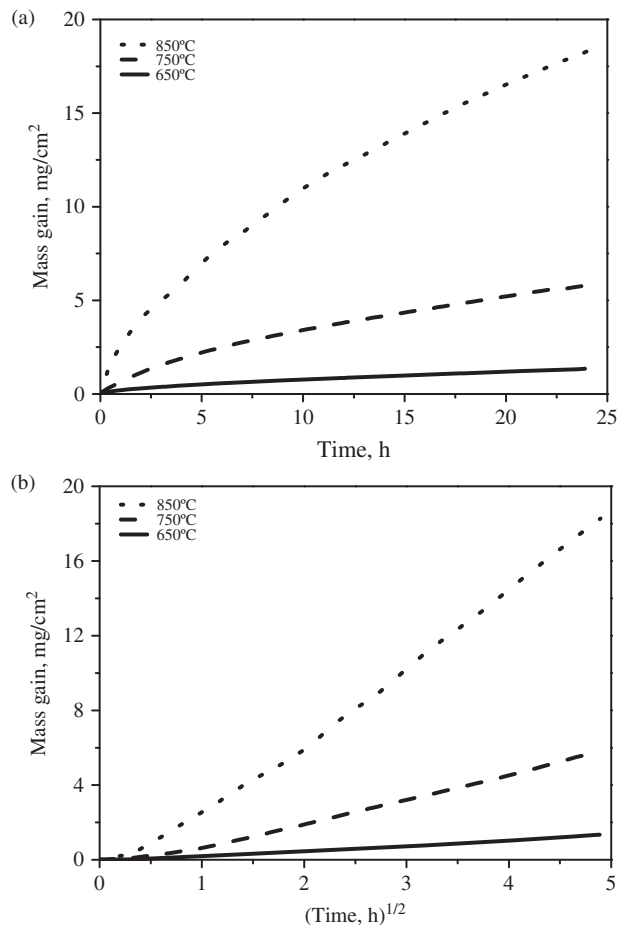 (a)
20
15
10
5
0
Mass gain, mg/cm²
850ºC
750ºC
650ºC
0 5 10 15 20 25
Time, h
(b)
20
16
12
8
4
0
Mass gain, mg/cm²
850ºC
750ºC
650ºC
0 1 2 3 4 5
(Time, h)^{1/2}